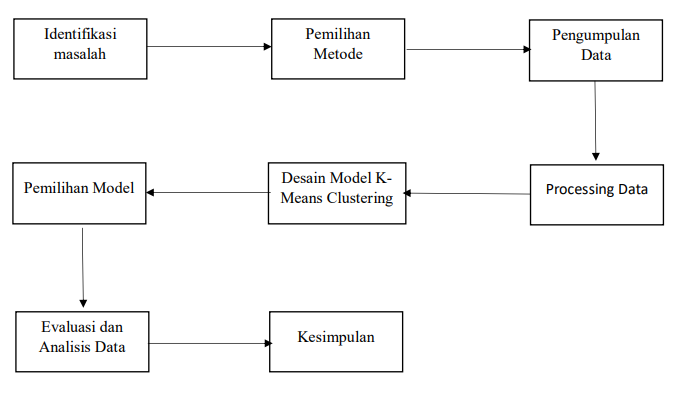 Identifikasi
masalah
Pemilihan
Metode
Pengumpulan
Data
Processing Data
Desain Model K-
Means Clustering
Pemilihan Model
Evaluasi dan
Analisis Data
Kesimpulan